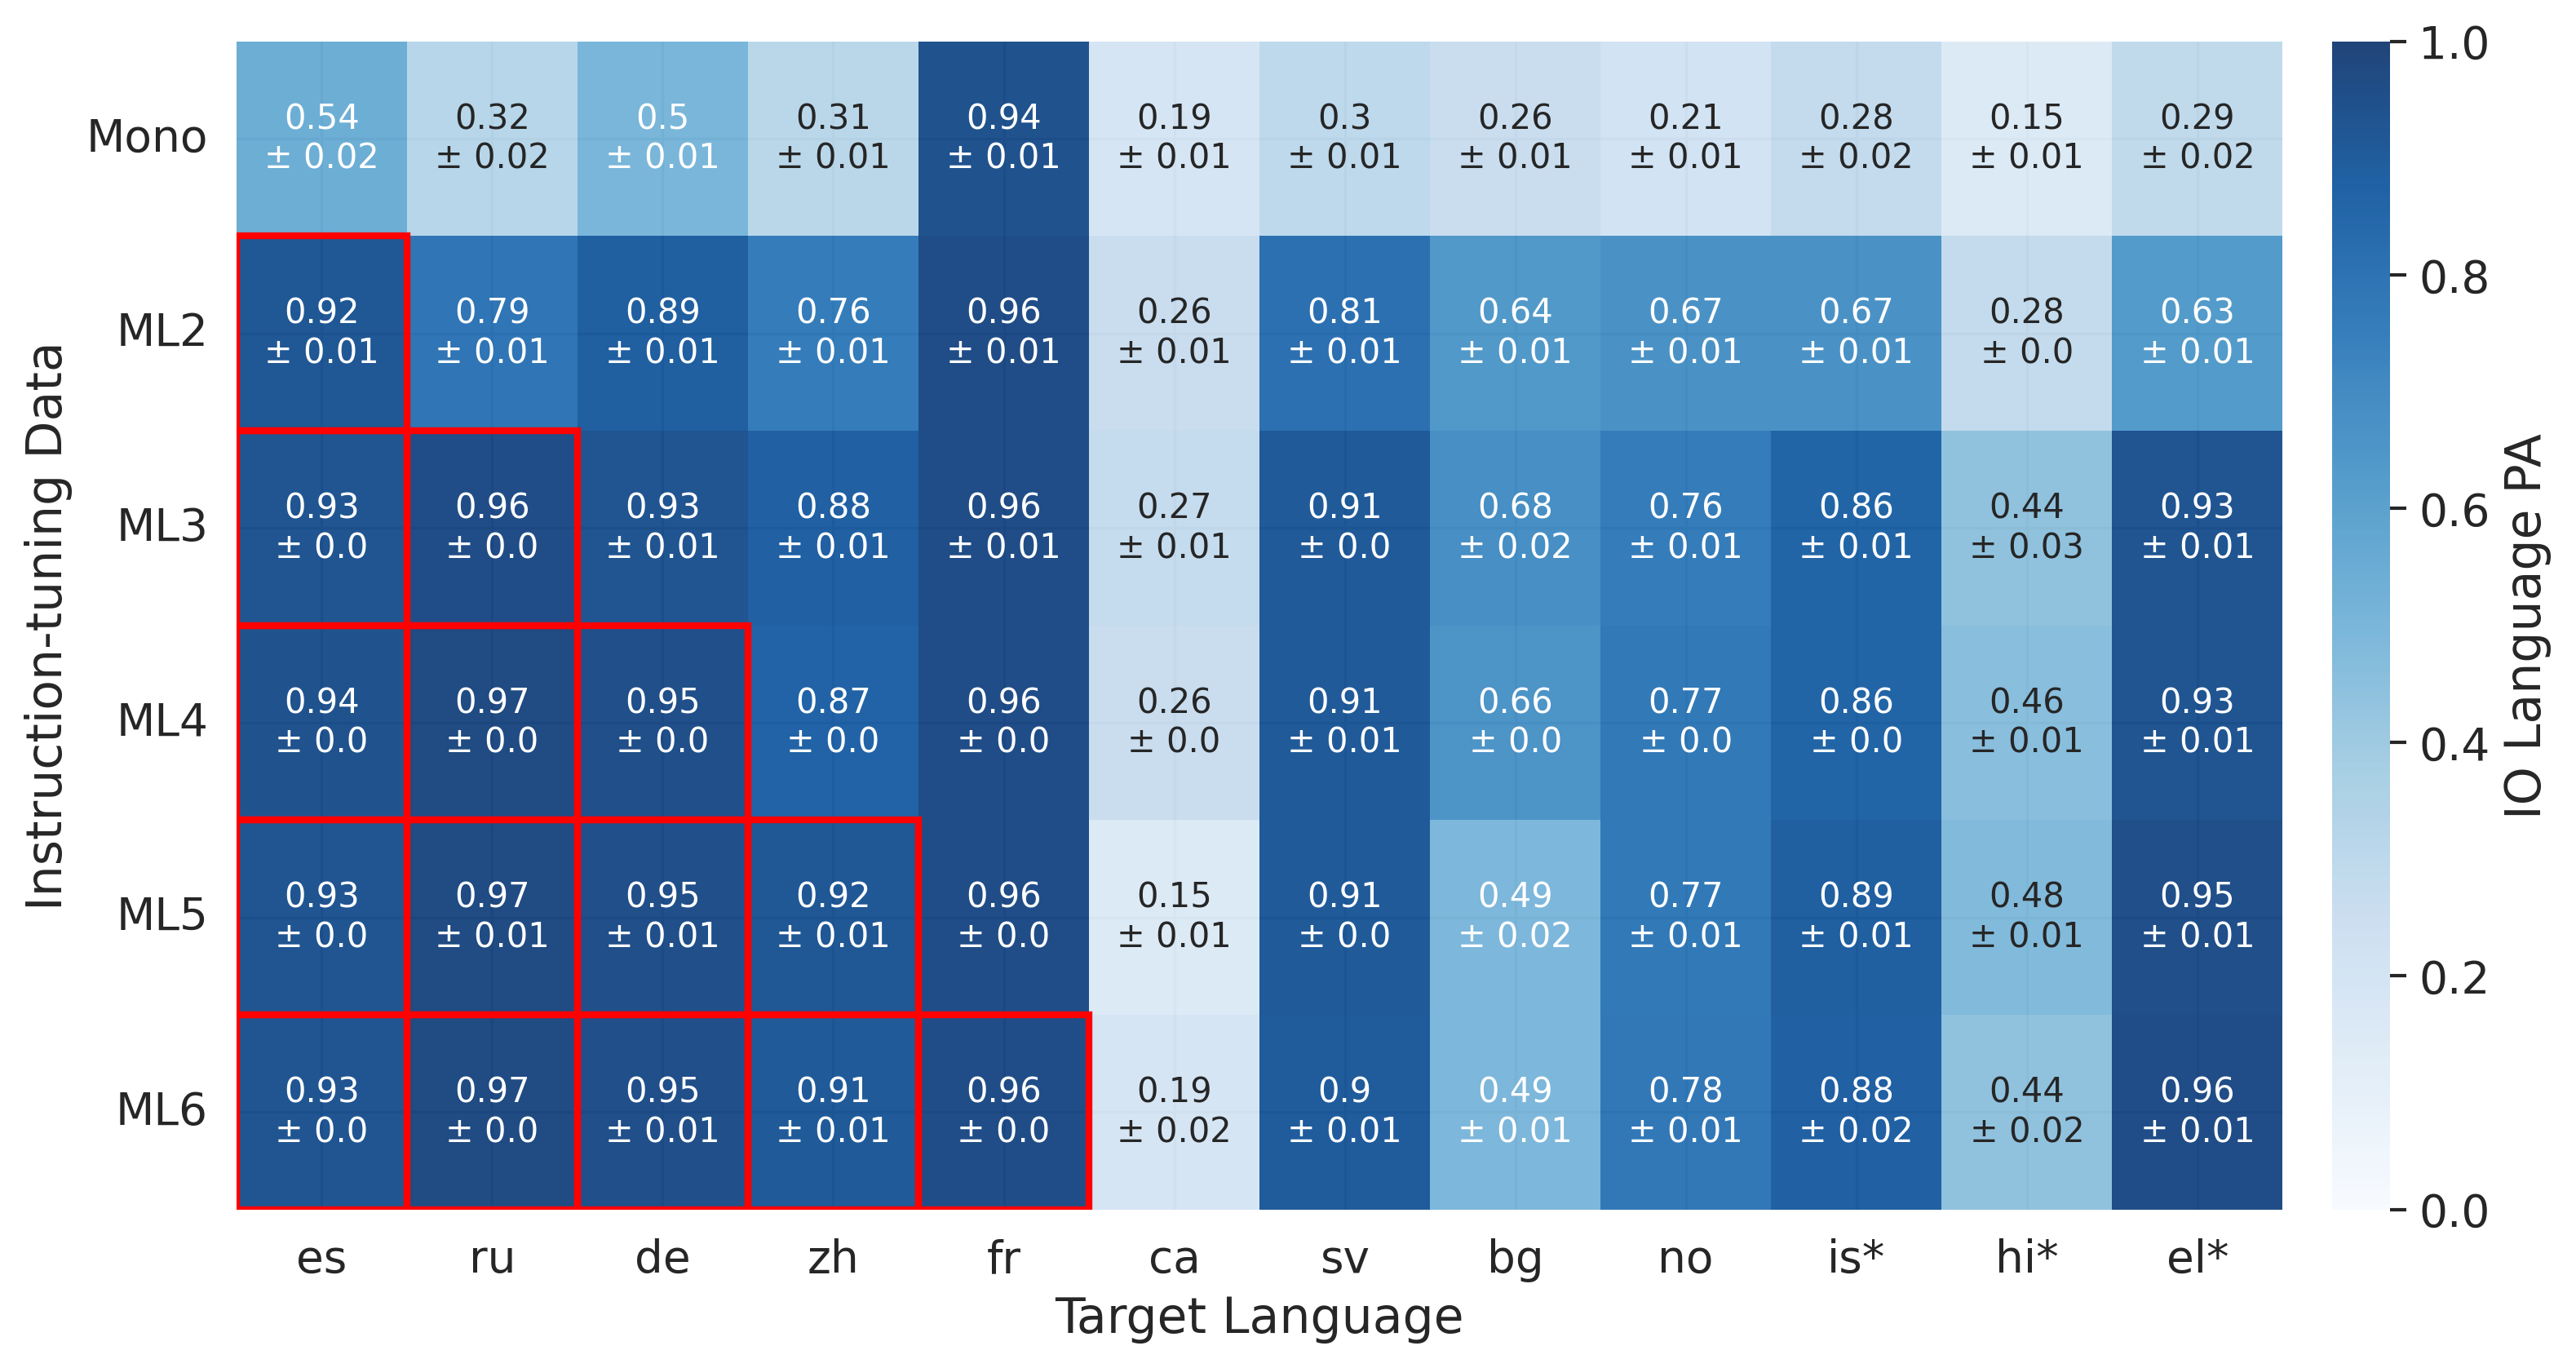 Instruction-tuning Data
Mono
0.54 0.32 0.5 0.31 0.94 0.19 0.3 0.26 0.21 0.28 0.15 0.29
± 0.02 ± 0.02 ± 0.01 ± 0.01 ± 0.01 ± 0.01 ± 0.01 ± 0.01 ± 0.01 ± 0.02 ± 0.01 ± 0.02
ML2
0.92 0.79 0.89 0.76 0.96 0.26 0.81 0.64 0.67 0.67 0.28 0.63
± 0.01 ± 0.01 ± 0.01 ± 0.01 ± 0.01 ± 0.01 ± 0.01 ± 0.01 ± 0.01 ± 0.01 ± 0.0 ± 0.01
ML3
0.93 0.96 0.93 0.88 0.96 0.27 0.91 0.68 0.76 0.86 0.44 0.93
± 0.0 ± 0.0 ± 0.01 ± 0.01 ± 0.01 ± 0.01 ± 0.0 ± 0.02 ± 0.01 ± 0.01 ± 0.03 ± 0.01
ML4
0.94 0.97 0.95 0.87 0.96 0.26 0.91 0.66 0.77 0.86 0.46 0.93
± 0.0 ± 0.0 ± 0.0 ± 0.0 ± 0.0 ± 0.0 ± 0.01 ± 0.0 ± 0.0 ± 0.0 ± 0.01 ± 0.01
ML5
0.93 0.97 0.95 0.92 0.96 0.15 0.91 0.49 0.77 0.89 0.48 0.95
± 0.0 ± 0.01 ± 0.01 ± 0.01 ± 0.0 ± 0.01 ± 0.0 ± 0.02 ± 0.01 ± 0.01 ± 0.01 ± 0.01
ML6
0.93 0.97 0.95 0.91 0.96 0.19 0.9 0.49 0.78 0.88 0.44 0.96
± 0.0 ± 0.0 ± 0.01 ± 0.01 ± 0.0 ± 0.02 ± 0.01 ± 0.01 ± 0.01 ± 0.02 ± 0.02 ± 0.01
es ru de zh fr ca sv bg no is* hi* el*
Target Language
1.0
0.8
0.6
0.4
0.2
0.0
IO Language PA